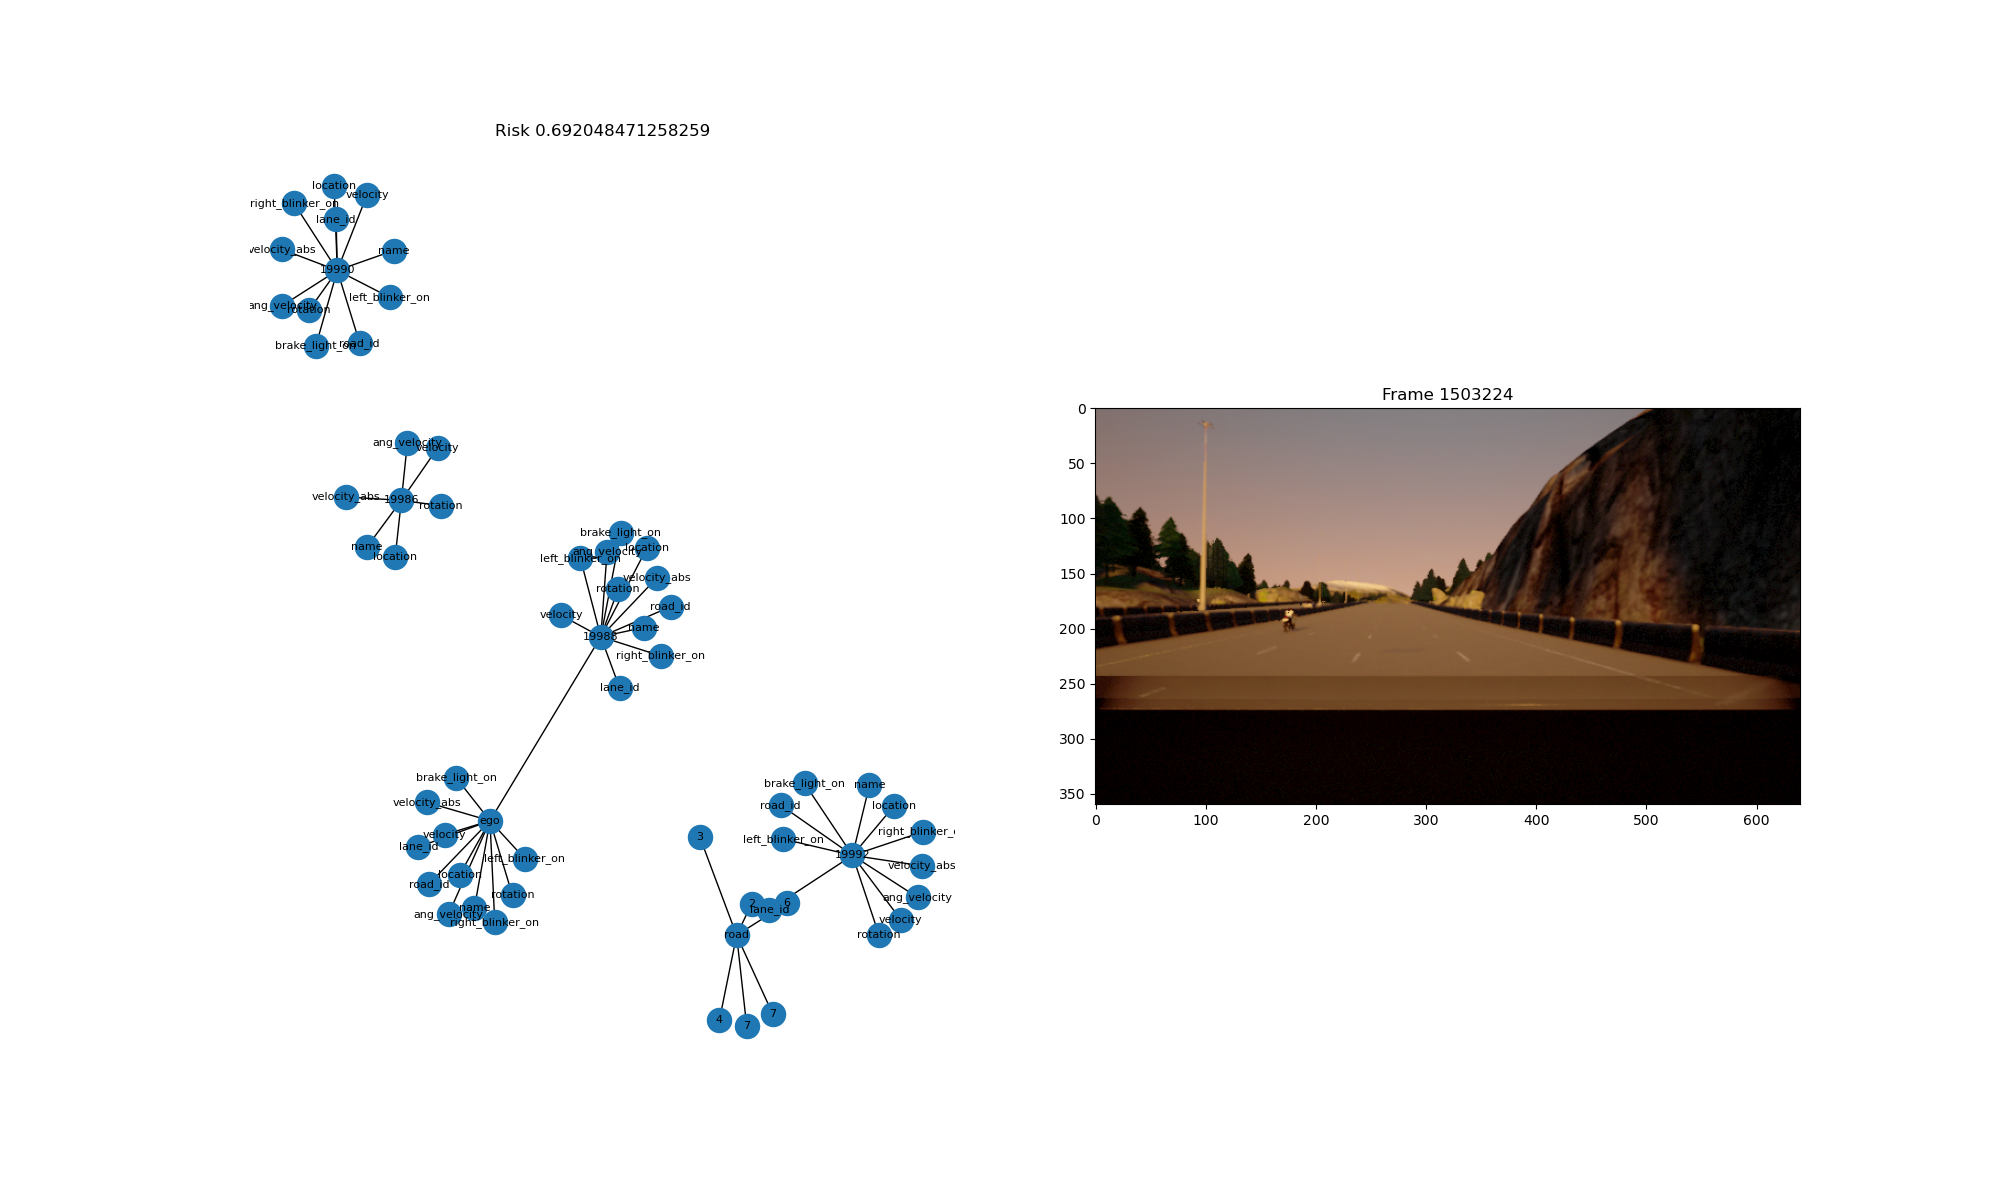 Risk 0.692048471258259
location
velocity
right_blinker_on
lane_id
velocity_abs
name
19990
left_blinker_on
ang_velocity
rotation
brake_light_on
road_id
ang_velocity
velocity
velocity_abs
19986
rotation
name
location
brake_light_on
ang_velocity
location
left_blinker_on
velocity_abs
rotation
road_id
velocity
name
19988
right_blinker_on
lane_id
brake_light_on
velocity_abs
ego
velocity
lane_id
left_blinker_on
location
road_id
rotation
name
ang_velocity
right_blinker_on
brake_light_on
name
road_id
location
3
left_blinker_on
right_blinker_
19992
velocity_abs
ang_velocity
2
6
lane_id
velocity
road
rotation
4
7
7
Frame 1503224
0
50
100
150
200
250
300
350
0 100 200 300 400 500 600